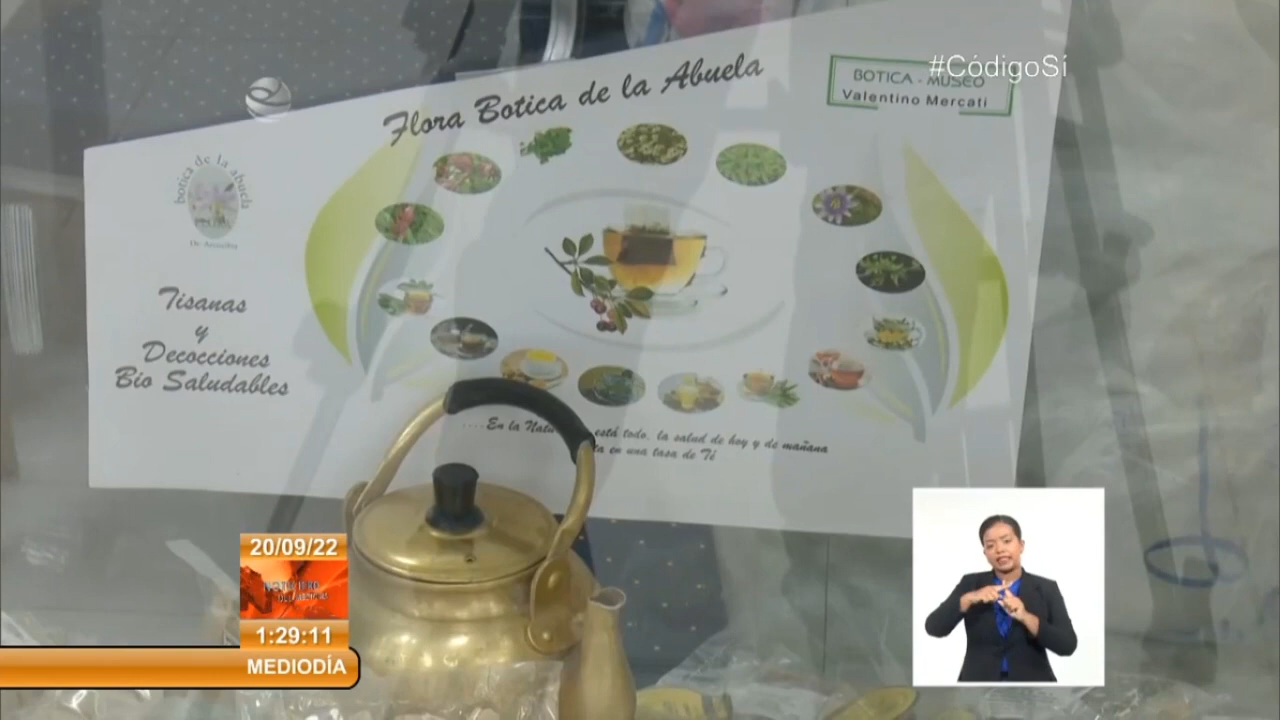 #CódigoSí
Flora Botica de la Abuela
BOTICA - MUSEO
Valentino Mercati
botica de la abuela
Tisanas
y
Decocciones
Bio Saludables
....En la está todo, la salud de hoy y de mañana
en una tasa de Té
20/09/22
1:29:11
MEDIODÍA